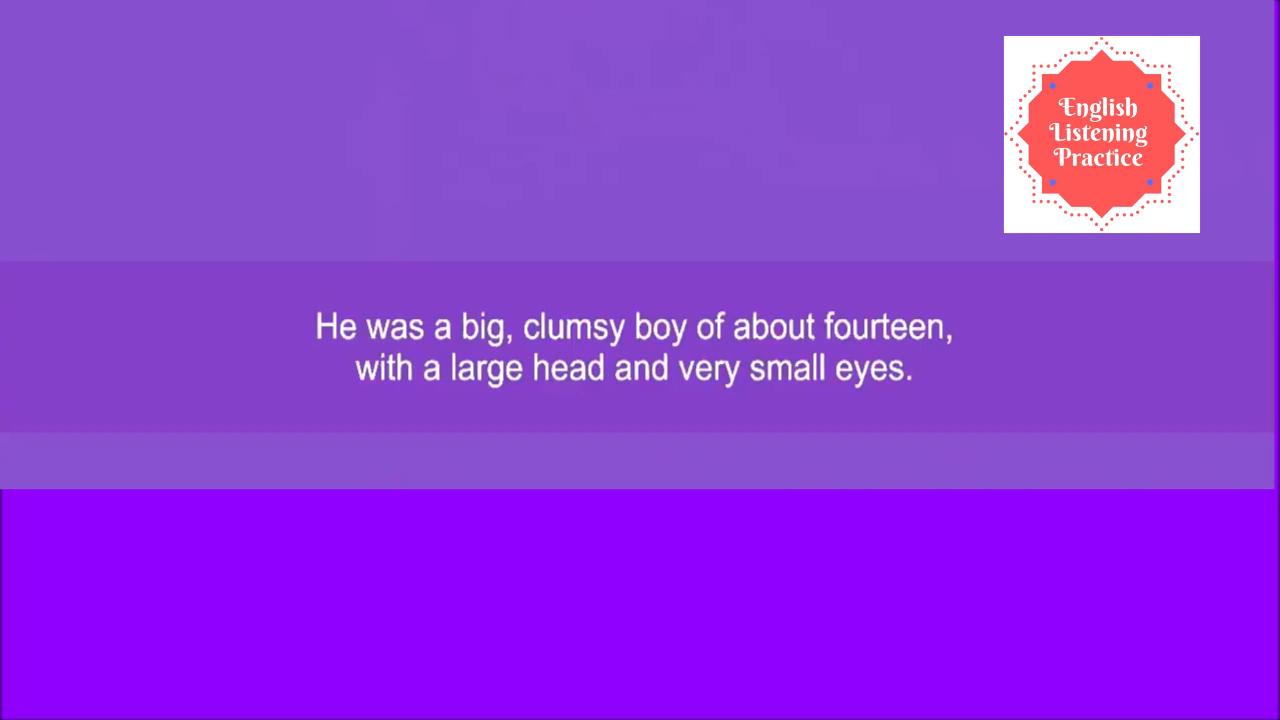 English
Listening
Practice
He was a big, clumsy boy of about fourteen,
with a large head and very small eyes.